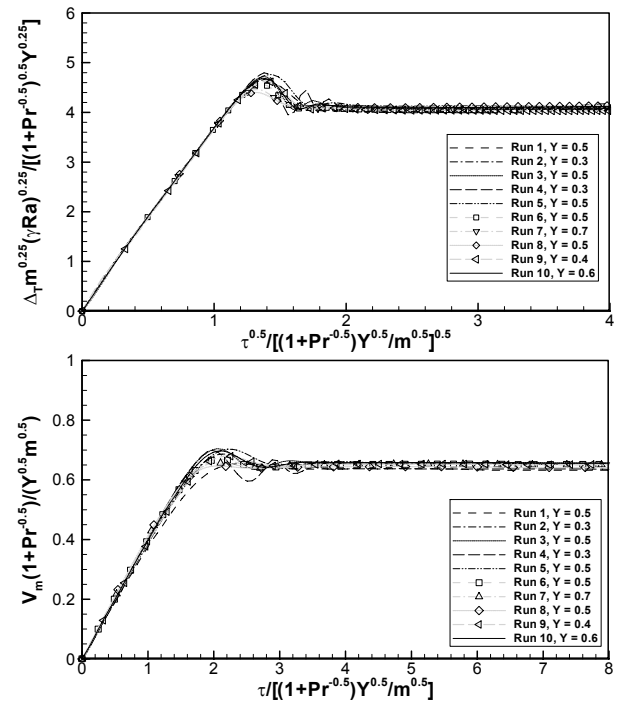 6
5
4
3
2
1
0
Δ_T m^0.25(γRa)^0.25/[(1+Pr^-0.5)^0.5Y^0.25]
Run 1, Y = 0.5
Run 2, Y = 0.3
Run 3, Y = 0.5
Run 4, Y = 0.3
Run 5, Y = 0.5
Run 6, Y = 0.5
Run 7, Y = 0.7
Run 8, Y = 0.5
Run 9, Y = 0.4
Run 10, Y = 0.6
0 1 2 3 4
τ^0.5/[(1+Pr^-0.5)Y^0.5/m^0.5]^0.5
1
0.8
0.6
0.4
0.2
0
V_m(1+Pr^-0.5)/(Y^0.5m^0.5)
Run 1, Y = 0.5
Run 2, Y = 0.3
Run 3, Y = 0.5
Run 4, Y = 0.3
Run 5, Y = 0.5
Run 6, Y = 0.5
Run 7, Y = 0.7
Run 8, Y = 0.5
Run 9, Y = 0.4
Run 10, Y = 0.6
0 1 2 3 4 5 6 7 8
τ/[(1+Pr^-0.5)Y^0.5/m^0.5]